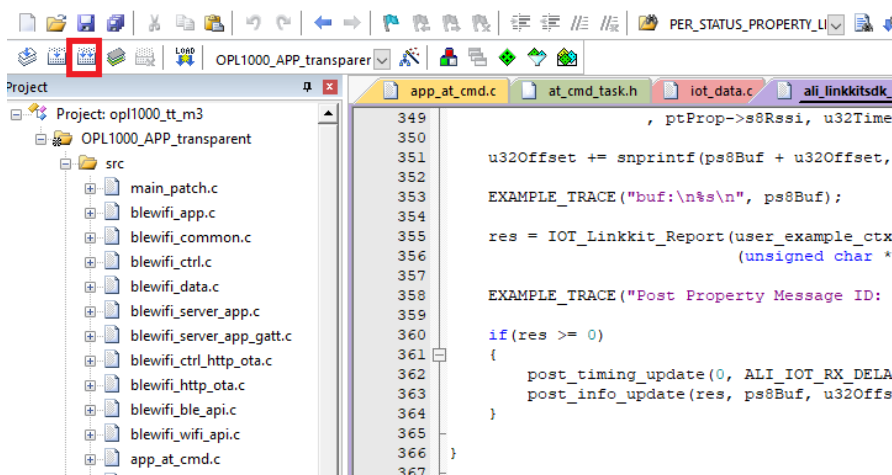 PER_STATUS_PROPERTY_LI
LOAD
OPL1000_APP_transparer
Project
Project: opl1000_tt_m3
OPL1000_APP_transparent
src
main_patch.c
blewifi_app.c
blewifi_common.c
blewifi_ctrl.c
blewifi_data.c
blewifi_server_app.c
blewifi_server_app_gatt.c
blewifi_ctrl_http_ota.c
blewifi_http_ota.c
blewifi_ble_api.c
blewifi_wifi_api.c
app_at_cmd.c
app_at_cmd.c at_cmd_task.h iot_data.c ali_linkkitsdk_
349 , ptProp->s8Rssi, u32Time
350
351 u32Offset += snprintf(ps8Buf + u32Offset,
352
353 EXAMPLE_TRACE("buf:\n%s\n", ps8Buf);
354
355 res = IOT_Linkkit_Report(user_example_ctx
356 (unsigned char *
357
358 EXAMPLE_TRACE("Post Property Message ID:
359
360 if(res >= 0)
361 {
362 post_timing_update(0, ALI_IOT_RX_DELA
363 post_info_update(res, ps8Buf, u32Offs
364 }
365
366 }
367